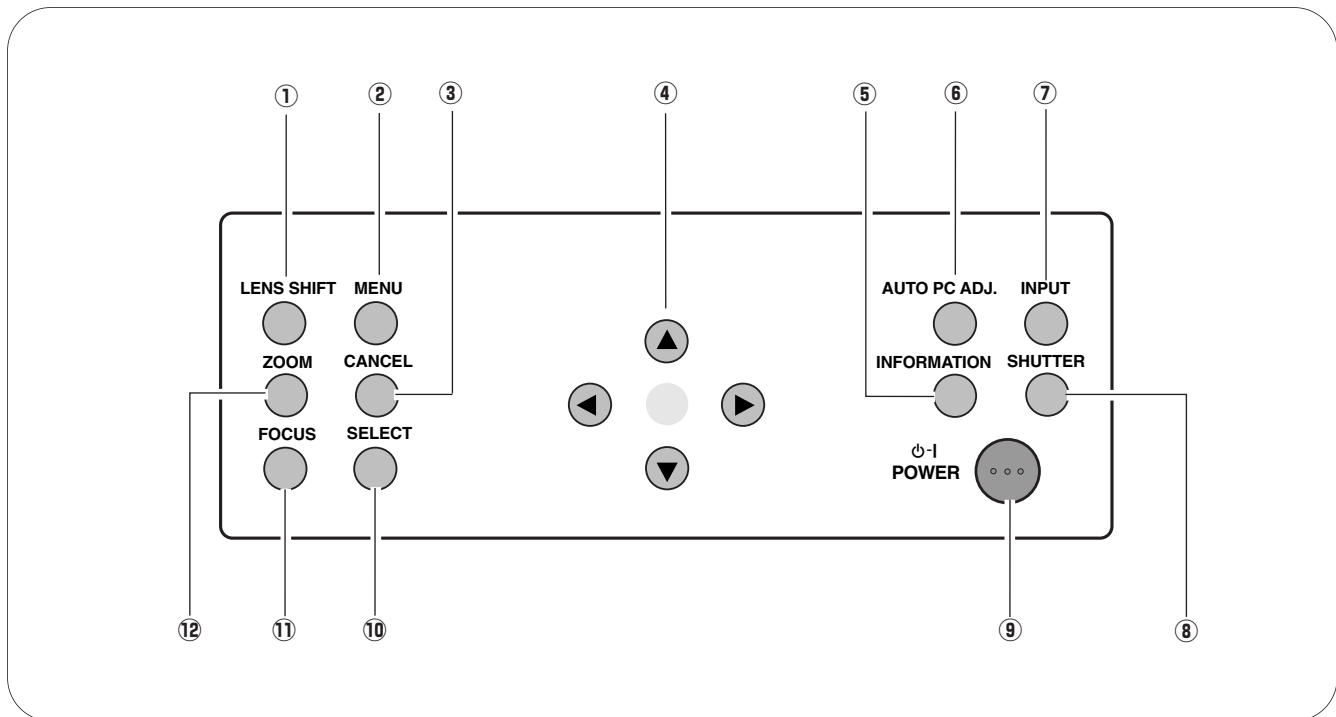 ① ② ③ ④ ⑤ ⑥ ⑦
LENS SHIFT MENU AUTO PC ADJ. INPUT
ZOOM CANCEL INFORMATION SHUTTER
FOCUS SELECT
⏻-I
POWER
⑫ ⑪ ⑩ ⑨ ⑧